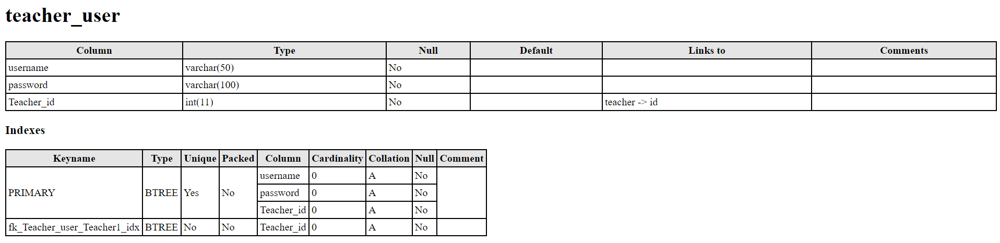 teacher_user
Column Type Null Default Links to Comments
username varchar(50) No
password varchar(100) No
Teacher_id int(11) No teacher -> id
Indexes
Keyname Type Unique Packed Column Cardinality Collation Null Comment
PRIMARY BTREE Yes No username 0 A No
password 0 A No
Teacher_id 0 A No
fk_Teacher_user_Teacher1_idx BTREE No No Teacher_id 0 A No